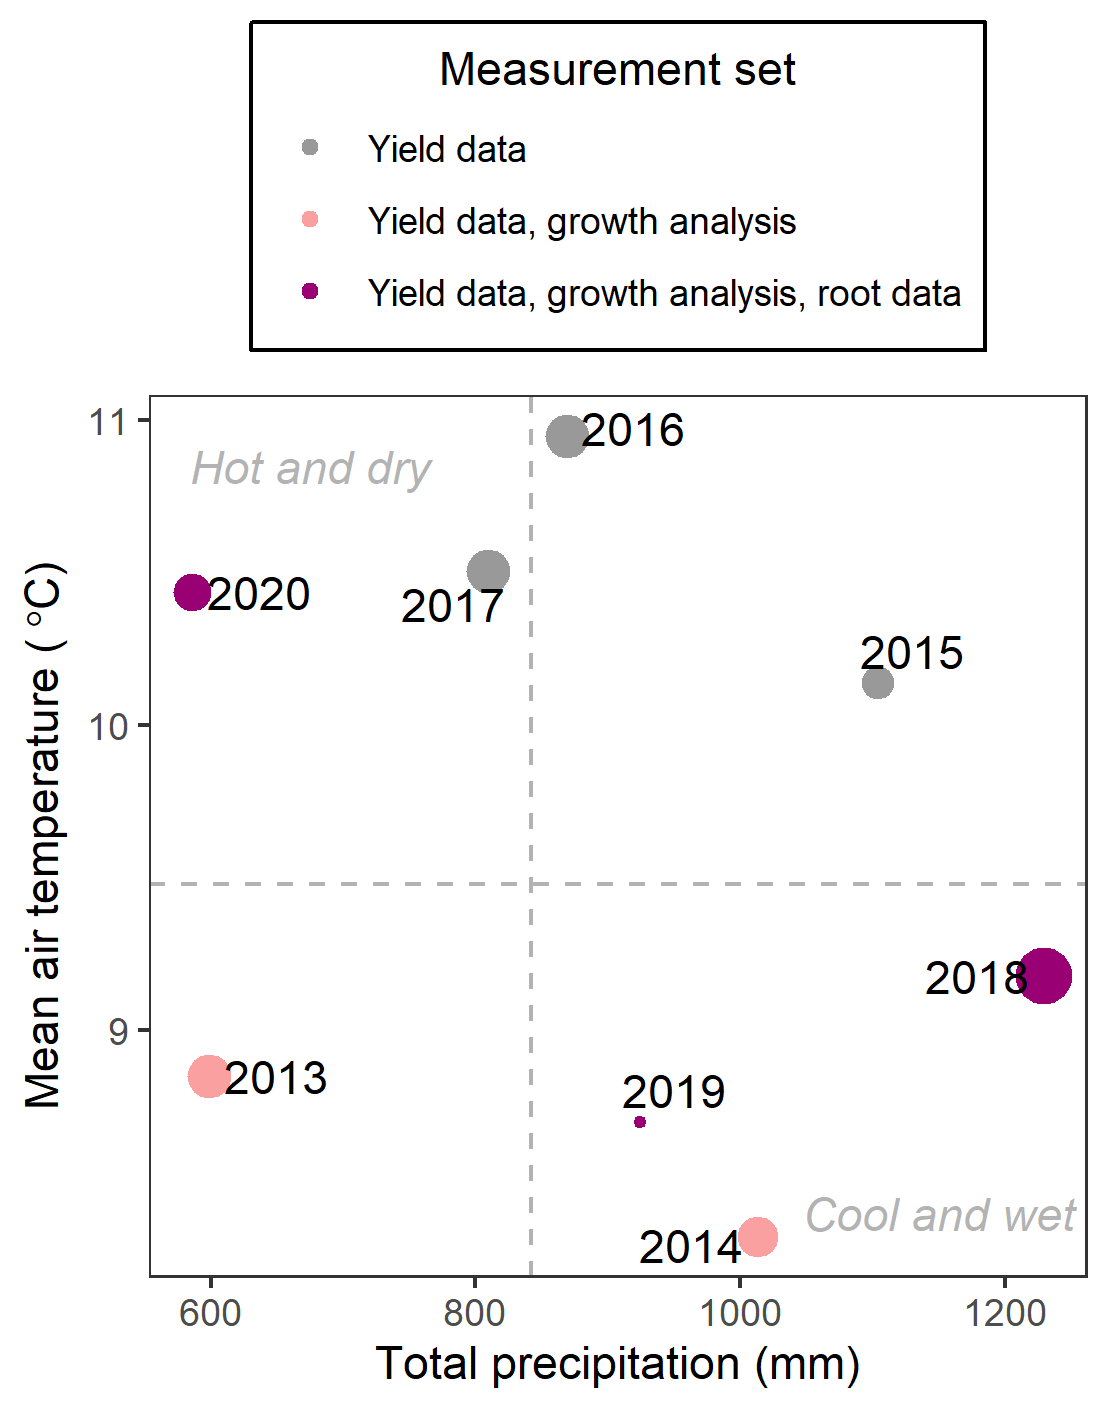 Measurement set
Yield data
Yield data, growth analysis
Yield data, growth analysis, root data
11
10
9
Mean air temperature ( °C)
Hot and dry
2016
2020
2017
2015
2018
2013
2019
Cool and wet
2014
600
800
1000
1200
Total precipitation (mm)